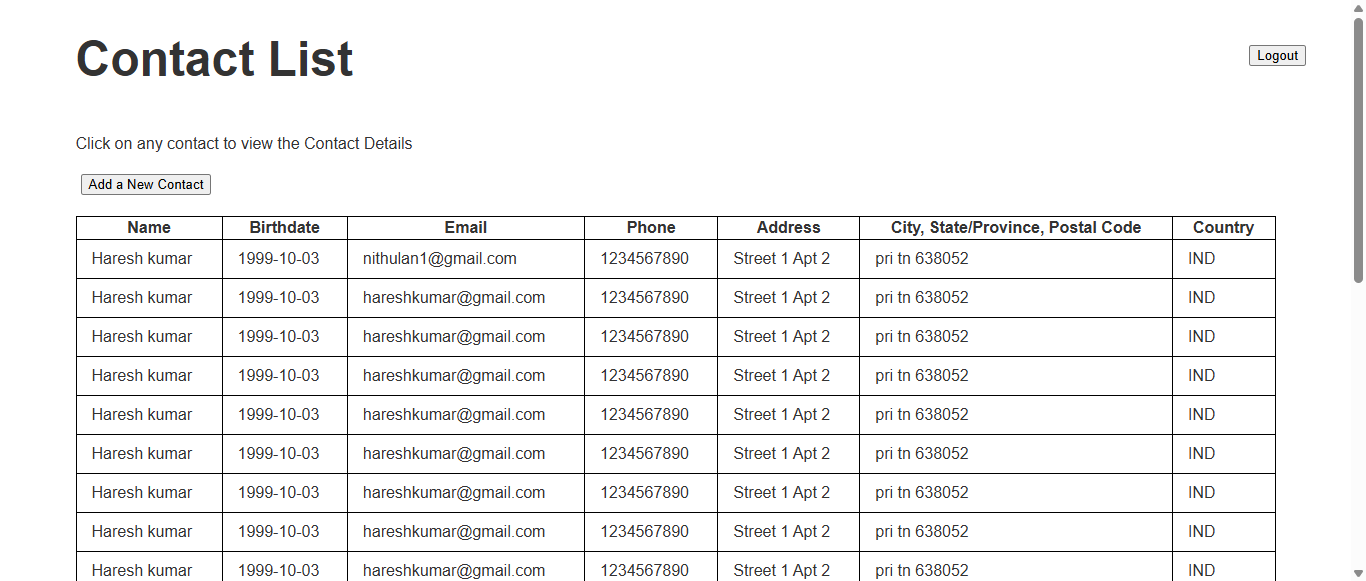 Contact List
Logout
Click on any contact to view the Contact Details
Add a New Contact
Name Birthdate Email Phone Address City, State/Province, Postal Code Country
Haresh kumar 1999-10-03 nithulan1@gmail.com 1234567890 Street 1 Apt 2 pri tn 638052 IND
Haresh kumar 1999-10-03 hareshkumar@gmail.com 1234567890 Street 1 Apt 2 pri tn 638052 IND
Haresh kumar 1999-10-03 hareshkumar@gmail.com 1234567890 Street 1 Apt 2 pri tn 638052 IND
Haresh kumar 1999-10-03 hareshkumar@gmail.com 1234567890 Street 1 Apt 2 pri tn 638052 IND
Haresh kumar 1999-10-03 hareshkumar@gmail.com 1234567890 Street 1 Apt 2 pri tn 638052 IND
Haresh kumar 1999-10-03 hareshkumar@gmail.com 1234567890 Street 1 Apt 2 pri tn 638052 IND
Haresh kumar 1999-10-03 hareshkumar@gmail.com 1234567890 Street 1 Apt 2 pri tn 638052 IND
Haresh kumar 1999-10-03 hareshkumar@gmail.com 1234567890 Street 1 Apt 2 pri tn 638052 IND
Haresh kumar 1999-10-03 hareshkumar@gmail.com 1234567890 Street 1 Apt 2 pri tn 638052 IND